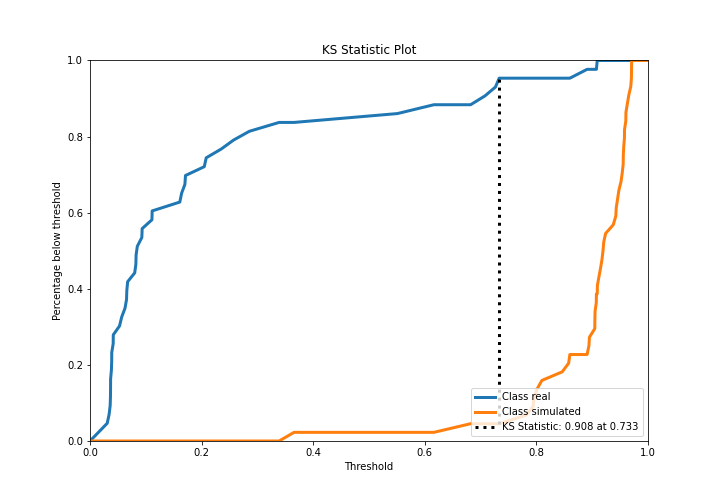 KS Statistic Plot
Percentage below threshold
1.0
0.8
0.6
0.4
0.2
0.0
Class real
Class simulated
KS Statistic: 0.908 at 0.733
0.0 0.2 0.4 0.6 0.8 1.0
Threshold